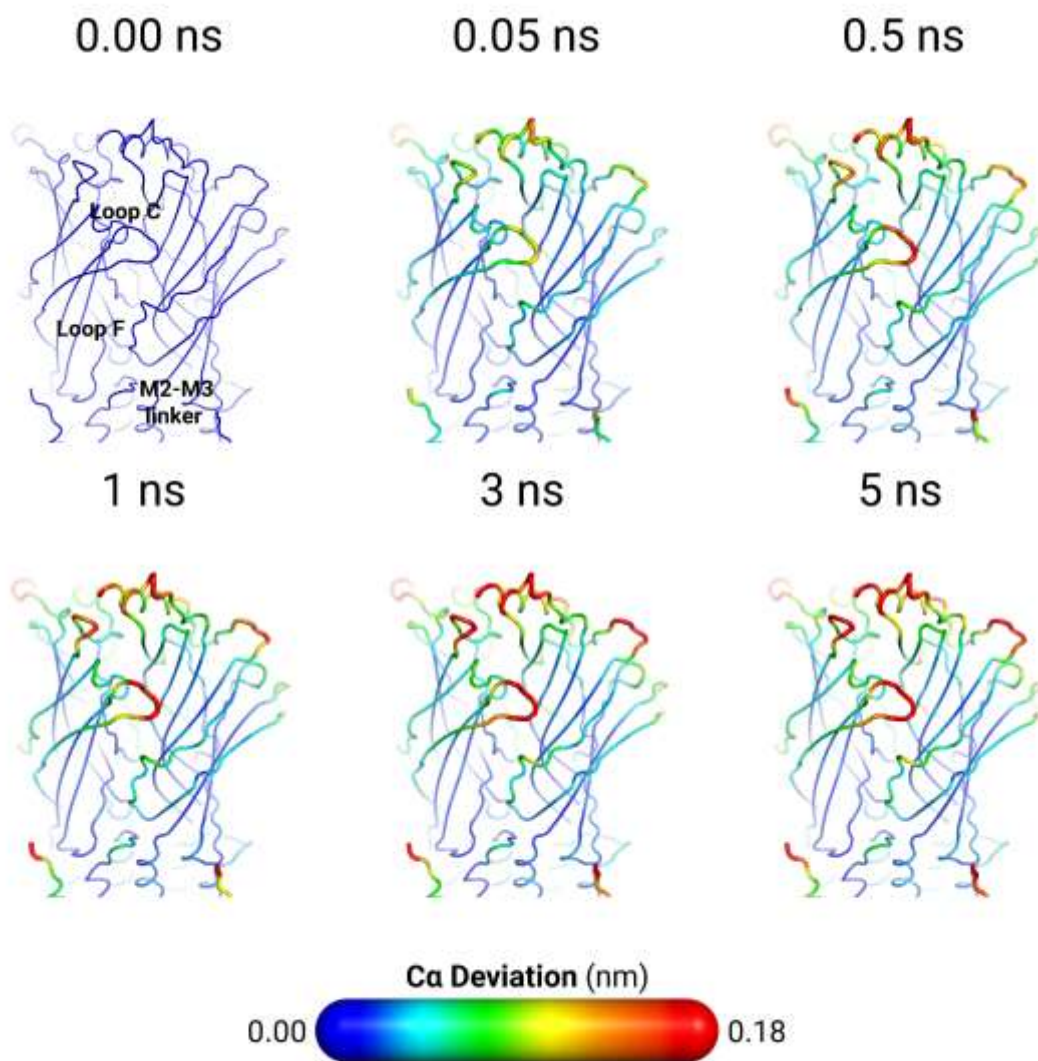 0.00 ns
0.05 ns
0.5 ns
Loop C
Loop F
M2-M3
linker
1 ns
3 ns
5 ns
Cα Deviation (nm)
0.00
0.18